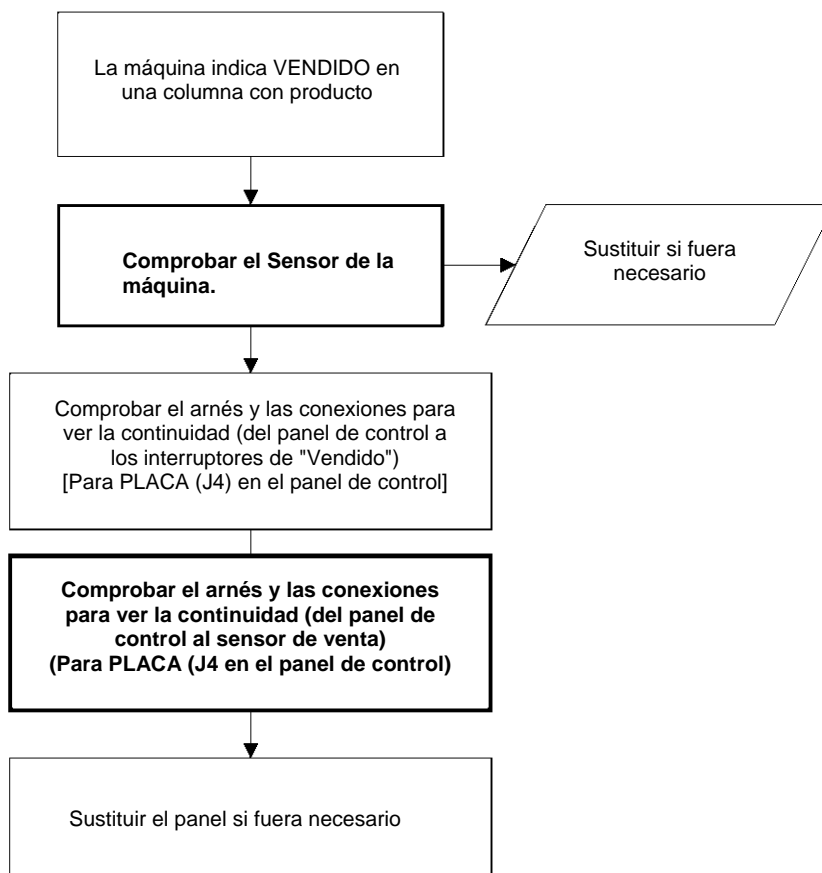 La máquina indica VENDIDO en
una columna con producto
Comprobar el Sensor de la
máquina.
Sustituir si fuera
necesario
Comprobar el arnés y las conexiones para
ver la continuidad (del panel de control a
los interruptores de "Vendido")
[Para PLACA (J4) en el panel de control]
Comprobar el arnés y las conexiones
para ver la continuidad (del panel de
control al sensor de venta)
(Para PLACA (J4 en el panel de control)
Sustituir el panel si fuera necesario